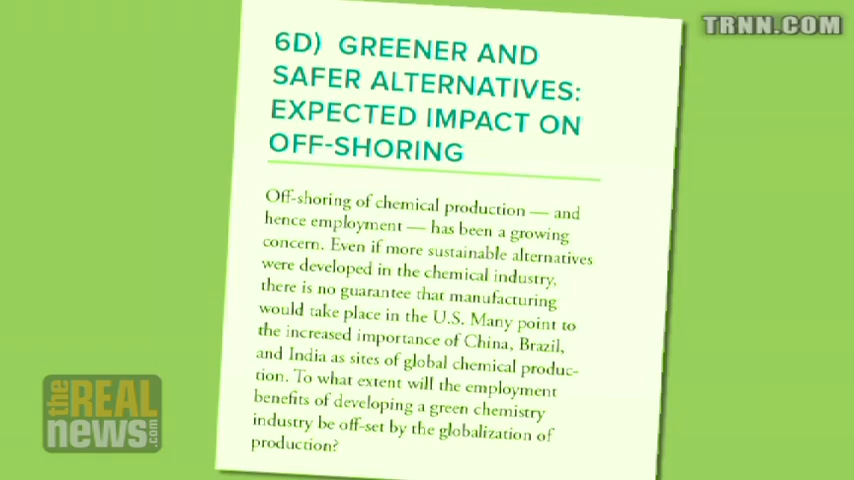 TRNN.COM
6D) GREENER AND
SAFER ALTERNATIVES:
EXPECTED IMPACT ON
OFF-SHORING
Off-shoring of chemical production — and
hence employment — has been a growing
concern. Even if more sustainable alternatives
were developed in the chemical industry,
there is no guarantee that manufacturing
would take place in the U.S. Many point to
the increased importance of China, Brazil,
and India as sites of global chemical produc-
tion. To what extent will the employment
benefits of developing a green chemistry
industry be off-set by the globalization of
production?
the REAL
news.com